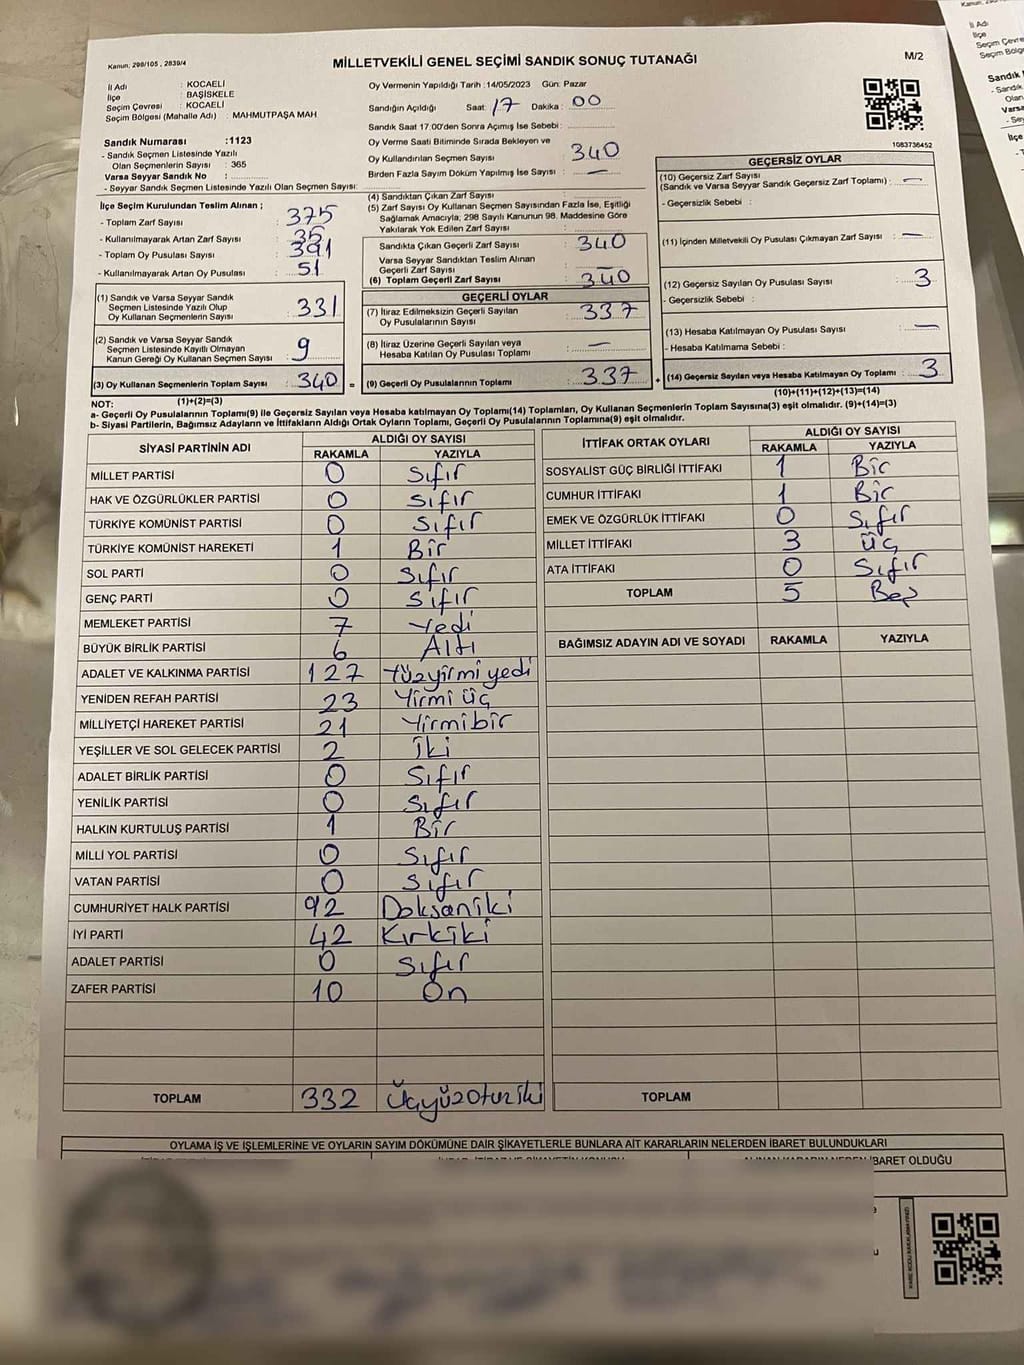 Kanun: 298/105 , 2839/4
MİLLETVEKİLİ GENEL SEÇİMİ SANDIK SONUÇ TUTANAĞI
M/2
İl Adı : KOCAELİ
İlçe : BAŞİSKELE
Seçim Çevresi : KOCAELİ
Seçim Bölgesi (Mahalle Adı) : MAHMUTPAŞA MAH
Sandık Numarası :1123
- Sandık Seçmen Listesinde Yazılı
Olan Seçmenlerin Sayısı : 365
Varsa Seyyar Sandık No :
- Seyyar Sandık Seçmen Listesinde Yazılı Olan Seçmen Sayısı:
Oy Vermenin Yapıldığı Tarih :14/05/2023 Gün: Pazar
Sandığın Açıldığı Saat: 17 Dakika : 00
Sandık Saat 17.00'den Sonra Açımış İse Sebebi:
Oy Verme Saati Bitiminde Sırada Bekleyen ve
Oy Kullandırılan Seçmen Sayısı : 340
Birden Fazla Sayım Döküm Yapılmış İse Sayısı : —
1083736452
İlçe Seçim Kurulundan Teslim Alınan ;
- Toplam Zarf Sayısı : 375
- Kullanılmayarak Artan Zarf Sayısı : 35
- Toplam Oy Pusulası Sayısı : 391
- Kullanılmayarak Artan Oy Pusulası : 51
(4) Sandıktan Çıkan Zarf Sayısı
(5) Zarf Sayısı Oy Kullanan Seçmen Sayısından Fazla İse, Eşitliği
Sağlamak Amacıyla; 298 Sayılı Kanunun 98. Maddesine Göre
Yakılarak Yok Edilen Zarf Sayısı :
Sandıkta Çıkan Geçerli Zarf Sayısı : 340
Varsa Seyyar Sandıktan Teslim Alınan
Geçerli Zarf Sayısı : —
(6) Toplam Geçerli Zarf Sayısı : 340
GEÇERSİZ OYLAR
(10) Geçersiz Zarf Sayısı
(Sandık ve Varsa Seyyar Sandık Geçersiz Zarf Toplamı) : —
- Geçersizlik Sebebi :
(11) İçinden Milletvekili Oy Pusulası Çıkmayan Zarf Sayısı : —
(12) Geçersiz Sayılan Oy Pusulası Sayısı : 3
- Geçersizlik Sebebi :
(13) Hesaba Katılmayan Oy Pusulası Sayısı : —
- Hesaba Katılmama Sebebi :
(14) Geçersiz Sayılan veya Hesaba Katılmayan Oy Toplamı : 3
(10)+(11)+(12)+(13)=(14)
(1) Sandık ve Varsa Seyyar Sandık
Seçmen Listesinde Yazılı Olup
Oy Kullanan Seçmenlerin Sayısı : 331
(2) Sandık ve Varsa Seyyar Sandık
Seçmen Listesinde Kayıtlı Olmayan
Kanun Gereği Oy Kullanan Seçmen Sayısı : 9
(3) Oy Kullanan Seçmenlerin Toplam Sayısı : 340 =
(1)+(2)=(3)
GEÇERLİ OYLAR
(7) İtiraz Edilmeksizin Geçerli Sayılan
Oy Pusulalarının Sayısı : 337
(8) İtiraz Üzerine Geçerli Sayılan veya
Hesaba Katılan Oy Pusulası Toplamı : —
(9) Geçerli Oy Pusulalarının Toplamı : 337 +
NOT:
a- Geçerli Oy Pusulalarının Toplamı(9) ile Geçersiz Sayılan veya Hesaba katılmayan Oy Toplamı(14) Toplamları, Oy Kullanan Seçmenlerin Toplam Sayısına(3) eşit olmalıdır. (9)+(14)=(3)
b- Siyasi Partilerin, Bağımsız Adayların ve İttifakların Aldığı Ortak Oyların Toplamı, Geçerli Oy Pusulalarının Toplamına(9) eşit olmalıdır.
SİYASİ PARTİNİN ADI ALDIĞI OY SAYISI
RAKAMLA YAZIYLA
MİLLET PARTİSİ 0 Sıfır
HAK VE ÖZGÜRLÜKLER PARTİSİ 0 Sıfır
TÜRKİYE KOMÜNİST PARTİSİ 0 Sıfır
TÜRKİYE KOMÜNİST HAREKETİ 1 Bir
SOL PARTİ 0 Sıfır
GENÇ PARTİ 0 Sıfır
MEMLEKET PARTİSİ 7 Yedi
BÜYÜK BİRLİK PARTİSİ 6 Altı
ADALET VE KALKINMA PARTİSİ 127 Yüzyirmi yedi
YENİDEN REFAH PARTİSİ 23 Yirmi üç
MİLLİYETÇİ HAREKET PARTİSİ 21 Yirmibir
YEŞİLLER VE SOL GELECEK PARTİSİ 2 İki
ADALET BİRLİK PARTİSİ 0 Sıfır
YENİLİK PARTİSİ 0 Sıfır
HALKIN KURTULUŞ PARTİSİ 1 Bir
MİLLİ YOL PARTİSİ 0 Sıfır
VATAN PARTİSİ 0 Sıfır
CUMHURİYET HALK PARTİSİ 92 Doksaniki
İYİ PARTİ 42 Kırkiki
ADALET PARTİSİ 0 Sıfır
ZAFER PARTİSİ 10 On
TOPLAM 332 Üçyüzotuziki
İTTİFAK ORTAK OYLARI ALDIĞI OY SAYISI
RAKAMLA YAZIYLA
SOSYALİST GÜÇ BİRLİĞİ İTTİFAKI 1 Bir
CUMHUR İTTİFAKI 1 Bir
EMEK VE ÖZGÜRLÜK İTTİFAKI 0 Sıfır
MİLLET İTTİFAKI 3 Üç
ATA İTTİFAKI 0 Sıfır
TOPLAM 5 Beş
BAĞIMSIZ ADAYIN ADI VE SOYADI RAKAMLA YAZIYLA
TOPLAM
OYLAMA İŞ VE İŞLEMLERİNE VE OYLARIN SAYIM DÖKÜMÜNE DAİR ŞİKAYETLERLE BUNLARA AİT KARARLARIN NELERDEN İBARET BULUNDUKLARI
İBARET OLDUĞU